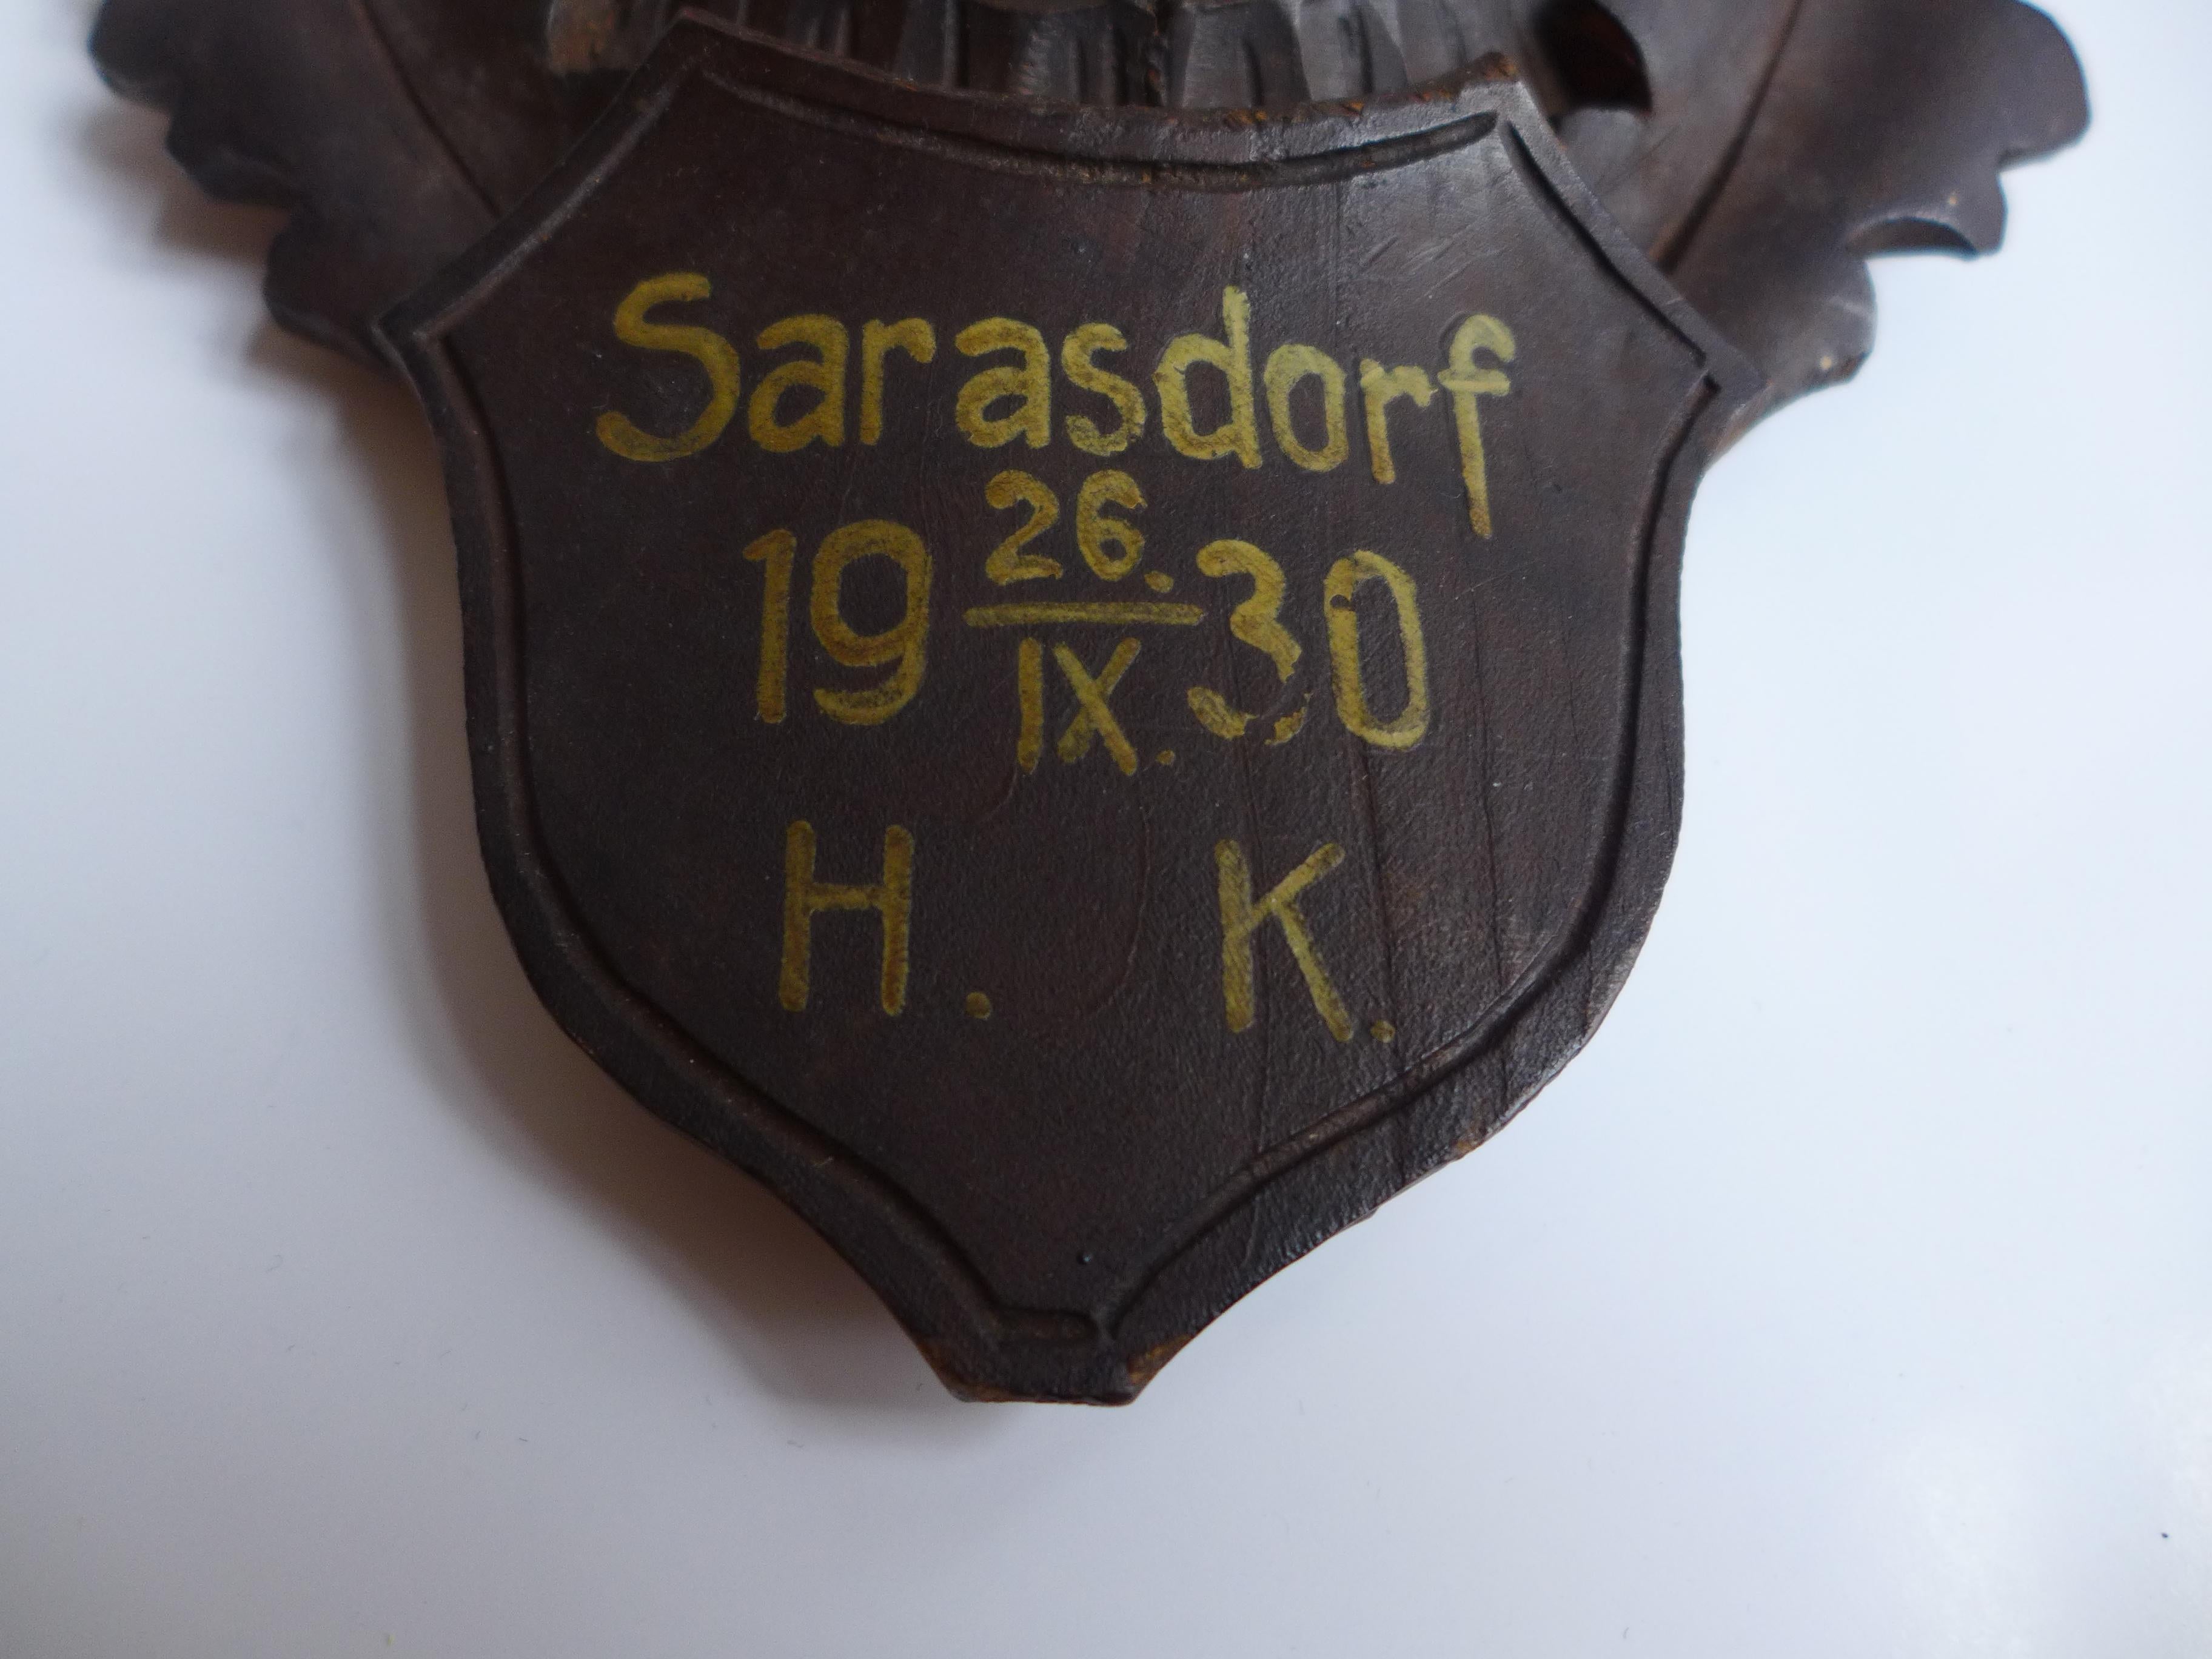 Sarasdorf
19 26./IX. 30
H. K.